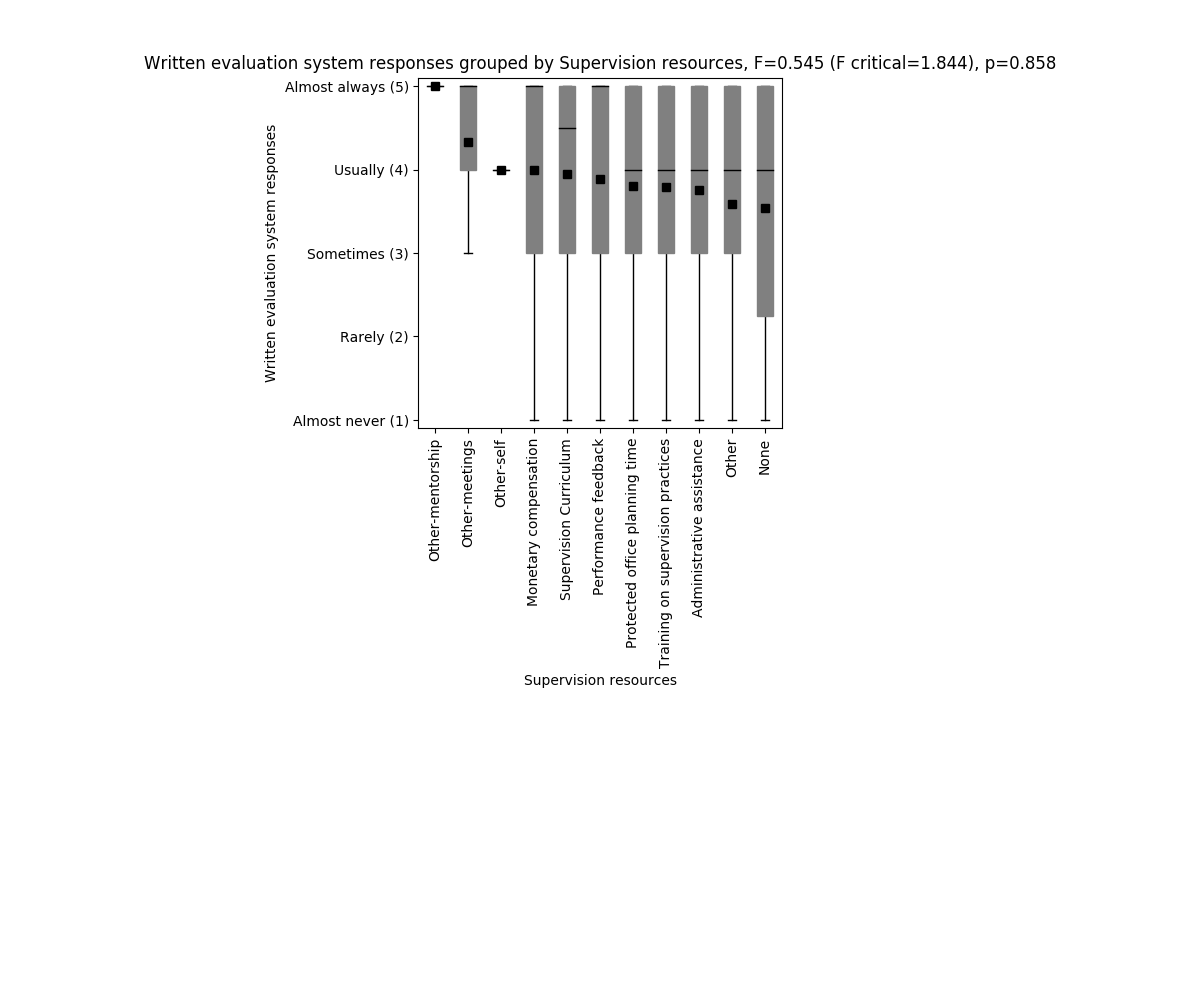 Written evaluation system responses grouped by Supervision resources, F=0.545 (F critical=1.844), p=0.858
Written evaluation system responses
Almost always (5)
Usually (4)
Sometimes (3)
Rarely (2)
Almost never (1)
Other-mentorship
Other-meetings
Other-self
Monetary compensation
Supervision Curriculum
Performance feedback
Protected office planning time
Training on supervision practices
Administrative assistance
Other
None
Supervision resources